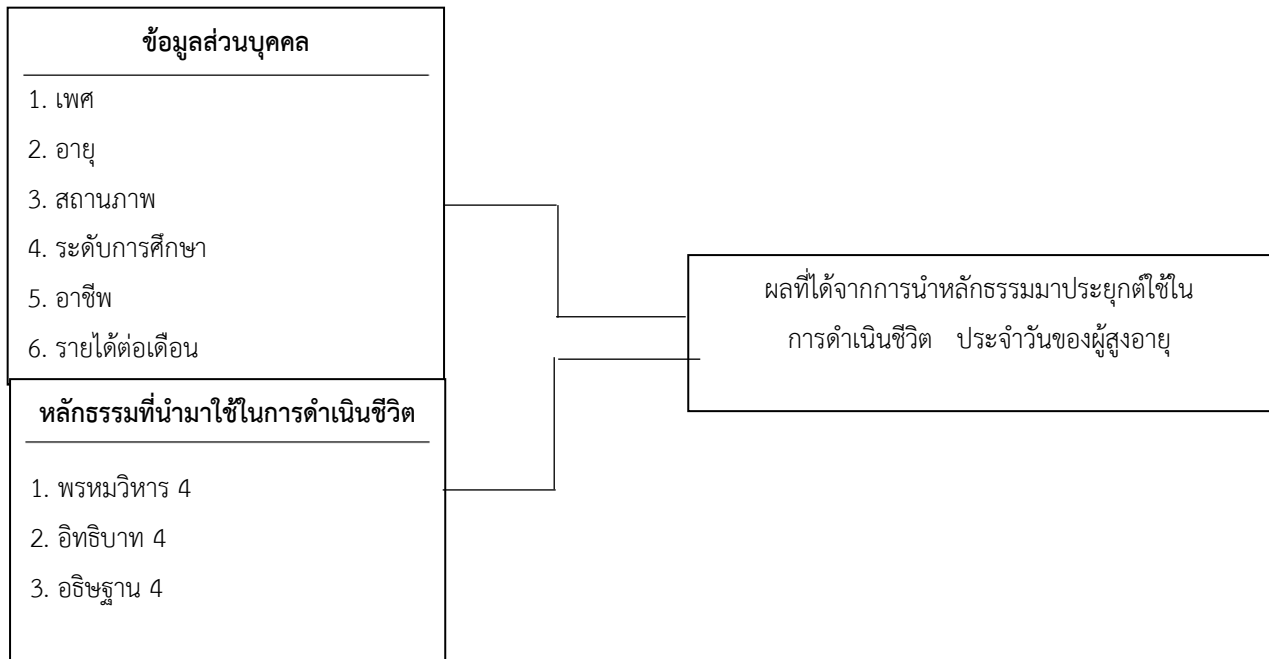 ข้อมูลส่วนบุคคล
1. เพศ
2. อายุ
3. สถานภาพ
4. ระดับการศึกษา
5. อาชีพ
6. รายได้ต่อเดือน
หลักธรรมที่นำมาใช้ในการดำเนินชีวิต
1. พรหมวิหาร 4
2. อิทธิบาท 4
3. อธิษฐาน 4
ผลที่ได้จากการนำหลักธรรมมาประยุกต์ใช้ใน
การดำเนินชีวิต ประจำวันของผู้สูงอายุ